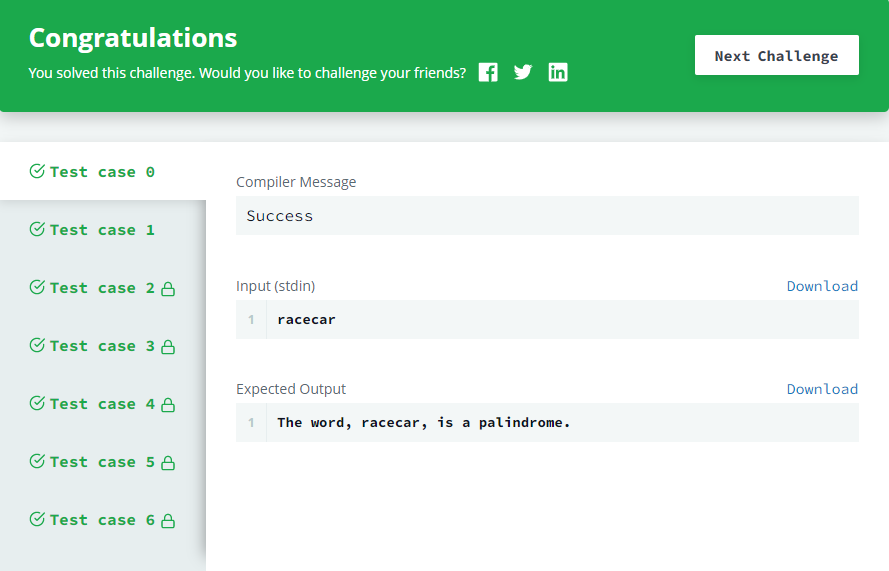 Congratulations
You solved this challenge. Would you like to challenge your friends?
Next Challenge
Test case 0
Test case 1
Test case 2
Test case 3
Test case 4
Test case 5
Test case 6
Compiler Message
Success
Input (stdin)
Download
1 racecar
Expected Output
Download
1 The word, racecar, is a palindrome.